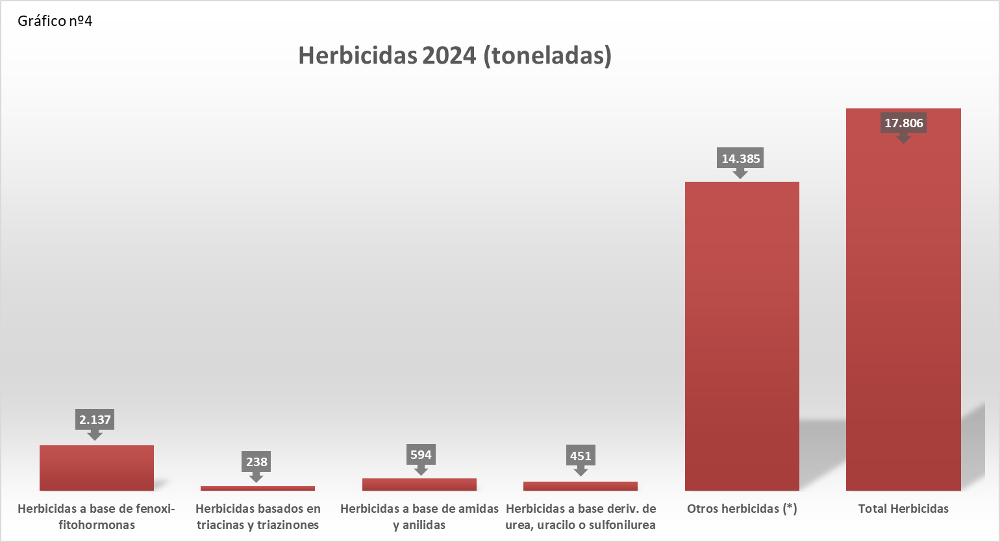 Gráfico nº4
Herbicidas 2024 (toneladas)
17.806
14.385
2.137
594
451
238
Herbicidas a base de fenoxi-
fitohormonas
Herbicidas basados en
triacinas y triazinones
Herbicidas a base de amidas
y anilidas
Herbicidas a base deriv. de
urea, uracilo o sulfonilurea
Otros herbicidas (*)
Total Herbicidas